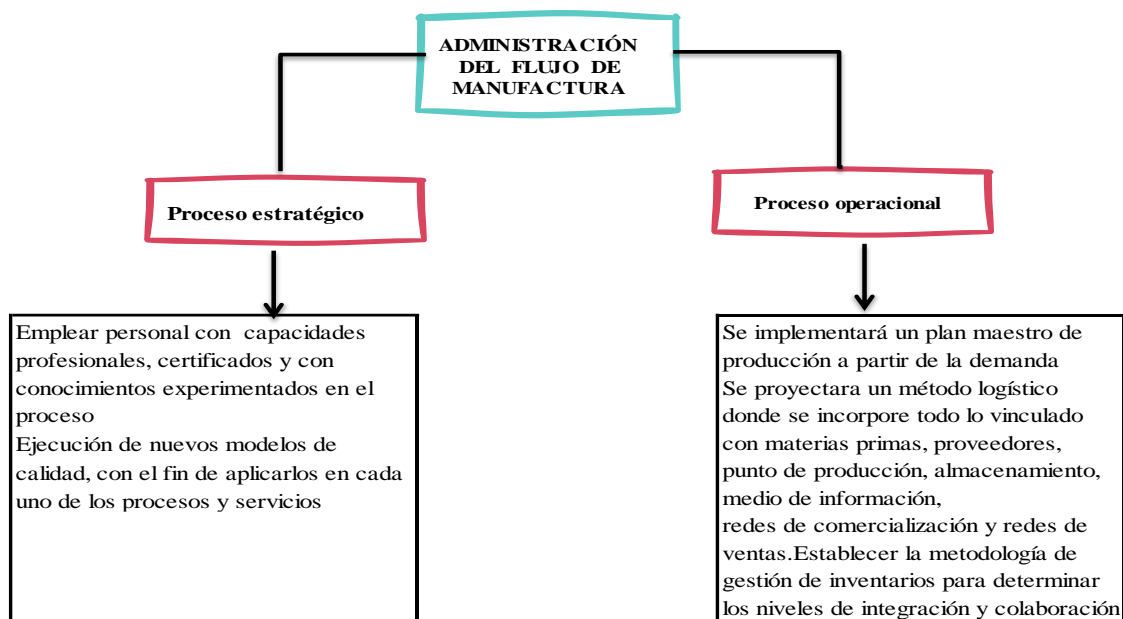 ADMINISTRACIÓN
DEL FLUJO DE
MANUFACTURA
Proceso estratégico
Proceso operacional
Emplear personal con capacidades
profesionales, certificados y con
conocimientos experimentados en el
proceso
Ejecución de nuevos modelos de
calidad, con el fin de aplicarlos en cada
uno de los procesos y servicios
Se implementará un plan maestro de
producción a partir de la demanda
Se proyectara un método logístico
donde se incorpore todo lo vinculado
con materias primas, proveedores,
punto de producción, almacenamiento,
medio de información,
redes de comercialización y redes de
ventas.Establecer la metodología de
gestión de inventarios para determinar
los niveles de integración y colaboración